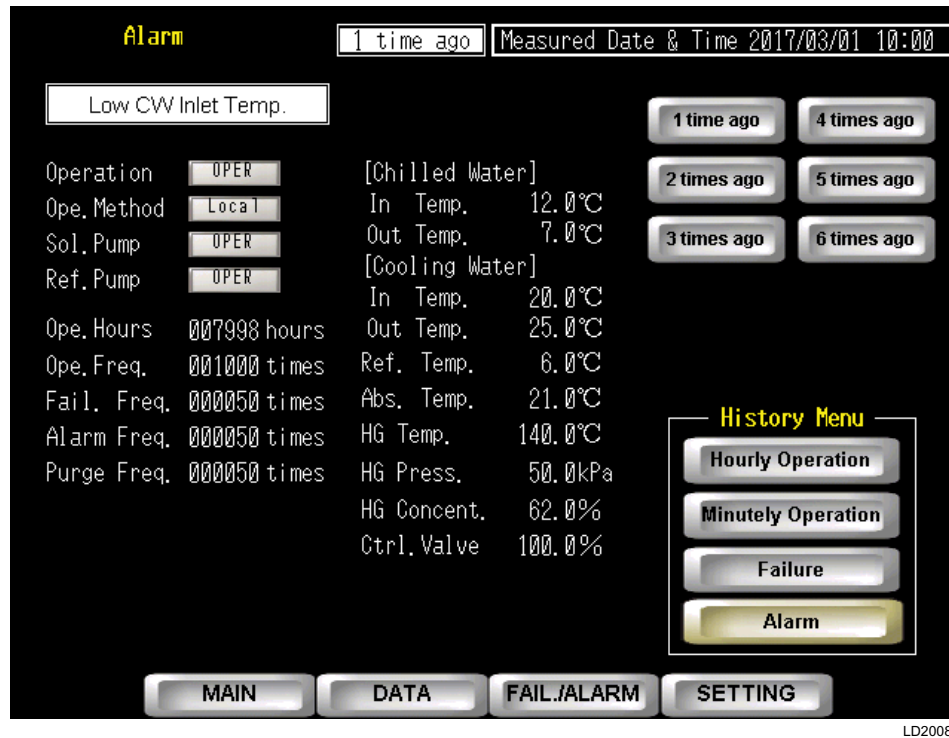 Alarm
1 time ago
Measured Date & Time 2017/03/01 10:00
Low CW Inlet Temp.
1 time ago
4 times ago
2 times ago
5 times ago
3 times ago
6 times ago
Operation OPER
Ope.Method Local
Sol.Pump OPER
Ref.Pump OPER
Ope.Hours 007998 hours
Ope.Freq. 001000 times
Fail. Freq. 000050 times
Alarm Freq. 000050 times
Purge Freq. 000050 times
[Chilled Water]
In Temp. 12.0℃
Out Temp. 7.0℃
[Cooling Water]
In Temp. 20.0℃
Out Temp. 25.0℃
Ref. Temp. 6.0℃
Abs. Temp. 21.0℃
HG Temp. 140.0℃
HG Press. 50.0kPa
HG Concent. 62.0%
Ctrl.Valve 100.0%
History Menu
Hourly Operation
Minutely Operation
Failure
Alarm
MAIN
DATA
FAIL./ALARM
SETTING